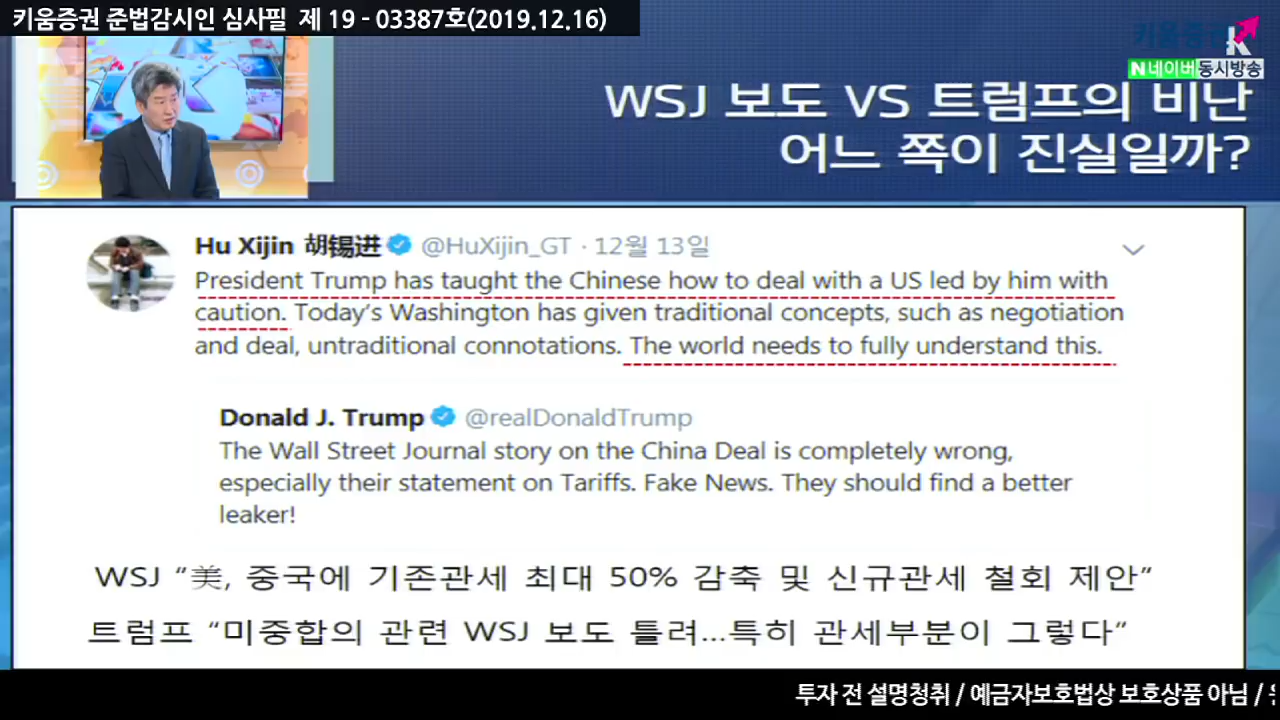 키움증권 준법감시인 심사필 제 19 - 03387호(2019.12.16)
K
N네이버 동시방송
WSJ 보도 VS 트럼프의 비난
어느 쪽이 진실일까?
Hu Xijin 胡锡进 @HuXijin_GT · 12월 13일
President Trump has taught the Chinese how to deal with a US led by him with
caution. Today's Washington has given traditional concepts, such as negotiation
and deal, untraditional connotations. The world needs to fully understand this.
Donald J. Trump @realDonaldTrump
The Wall Street Journal story on the China Deal is completely wrong,
especially their statement on Tariffs. Fake News. They should find a better
leaker!
WSJ “美, 중국에 기존관세 최대 50% 감축 및 신규관세 철회 제안”
트럼프 “미중합의 관련 WSJ 보도 틀려...특히 관세부분이 그렇다”
투자 전 설명청취 / 예금자보호법상 보호상품 아님 /